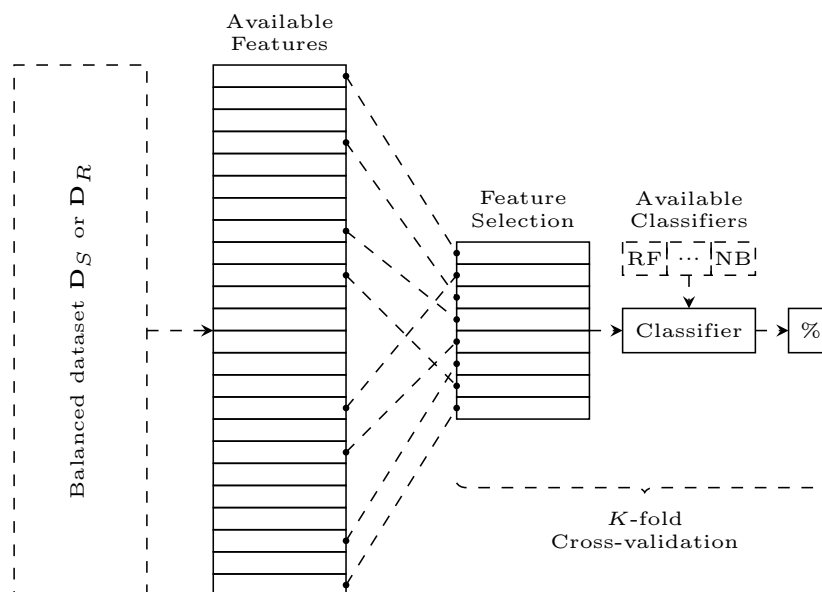 Available
Features
Balanced dataset D_S or D_R
Feature
Selection
Available
Classifiers
RF ... NB
Classifier
%
K-fold
Cross-validation